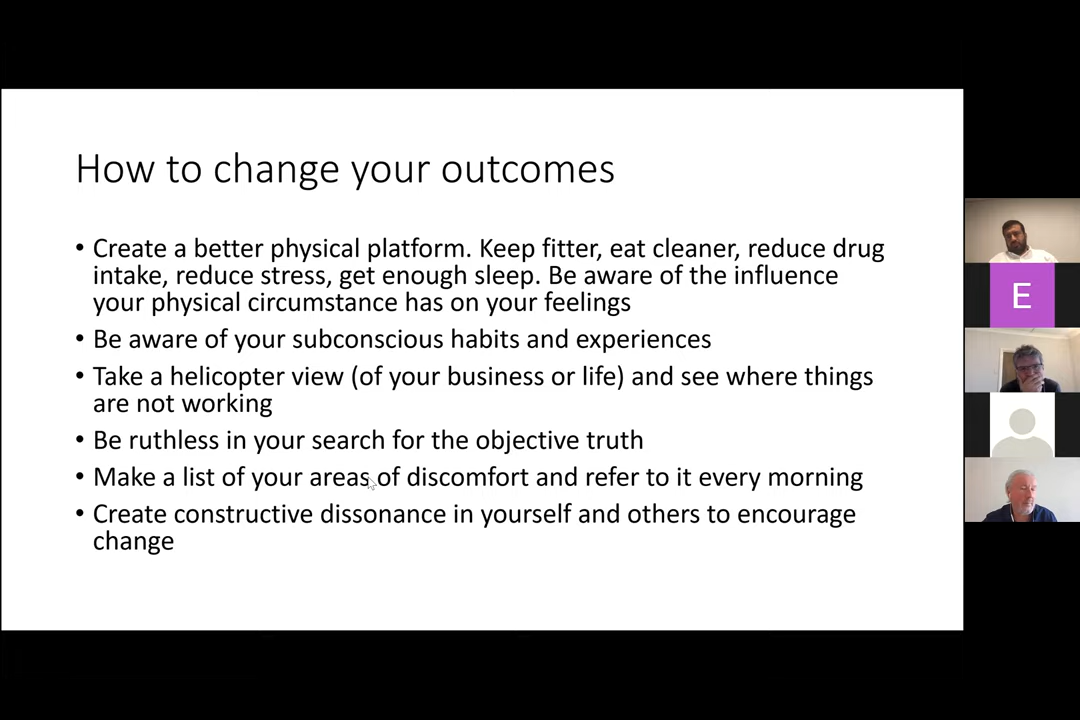 How to change your outcomes
• Create a better physical platform. Keep fitter, eat cleaner, reduce drug
intake, reduce stress, get enough sleep. Be aware of the influence
your physical circumstance has on your feelings
• Be aware of your subconscious habits and experiences
• Take a helicopter view (of your business or life) and see where things
are not working
• Be ruthless in your search for the objective truth
• Make a list of your areas of discomfort and refer to it every morning
• Create constructive dissonance in yourself and others to encourage
change
E